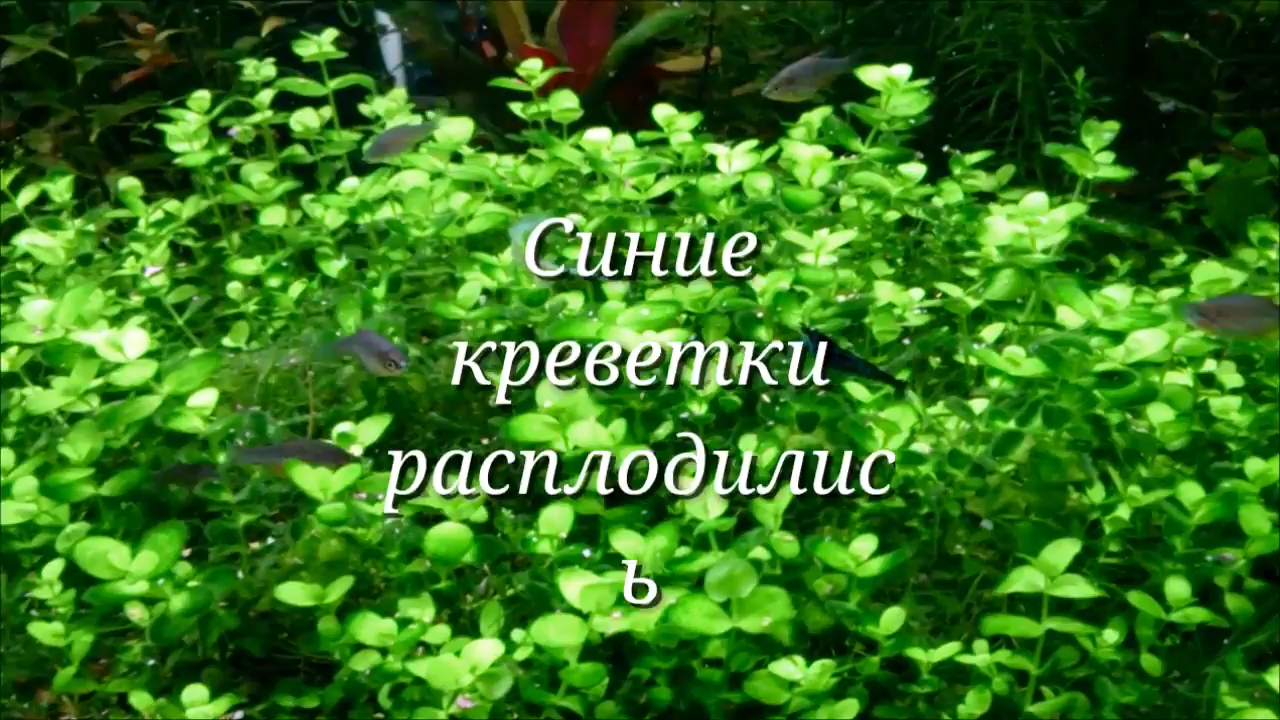 Синие
креветки
расплодилис
ь